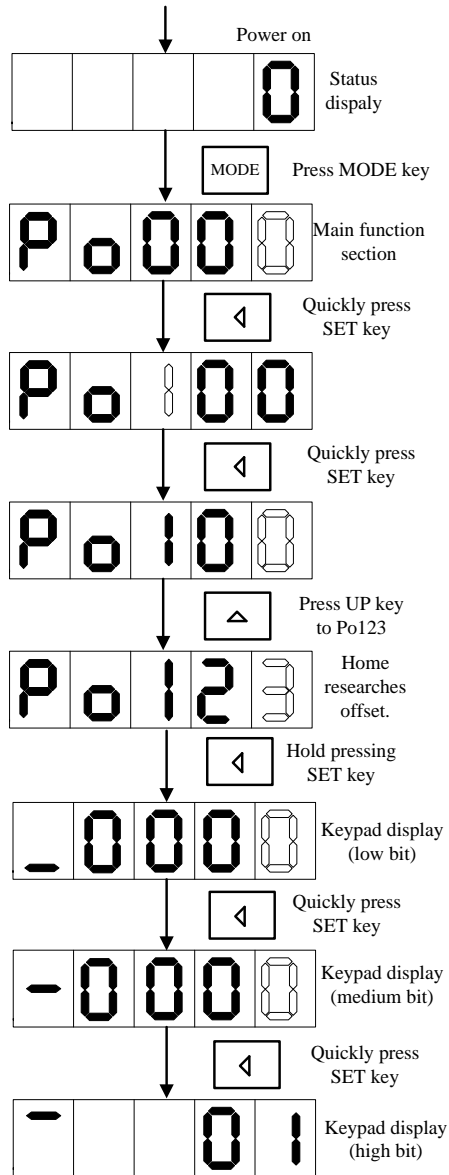 Power on
0
Status
dispaly
MODE
Press MODE key
Po000
Main function
section
Quickly press
SET key
Po100
Quickly press
SET key
Po100
Press UP key
to Po123
Po123
Home
researches
offset.
Hold pressing
SET key
_0000
Keypad display
(low bit)
Quickly press
SET key
-0000
Keypad display
(medium bit)
Quickly press
SET key
‾ 01
Keypad display
(high bit)